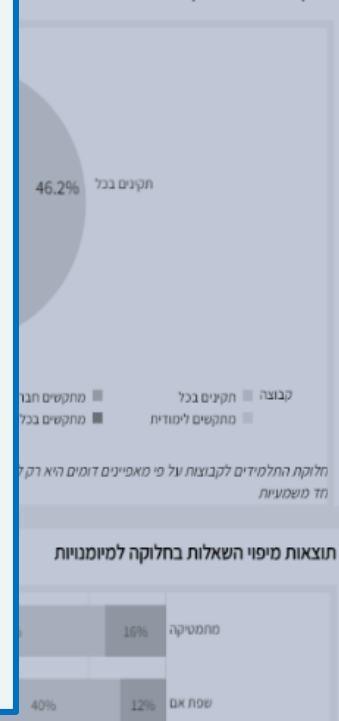 תקינים בכל
46.2%
קבוצה תקינים בכל מתקשים
מתקשים לימודית מתקשים בכל
חלוקת התלמידים לקבוצות על פי מאפיינים דומים היא רק
חד משמעיות
תוצאות מיפוי השאלות בחלוקה למיומנויות
מתמטיקה 16%
שפת אם 12% 40%